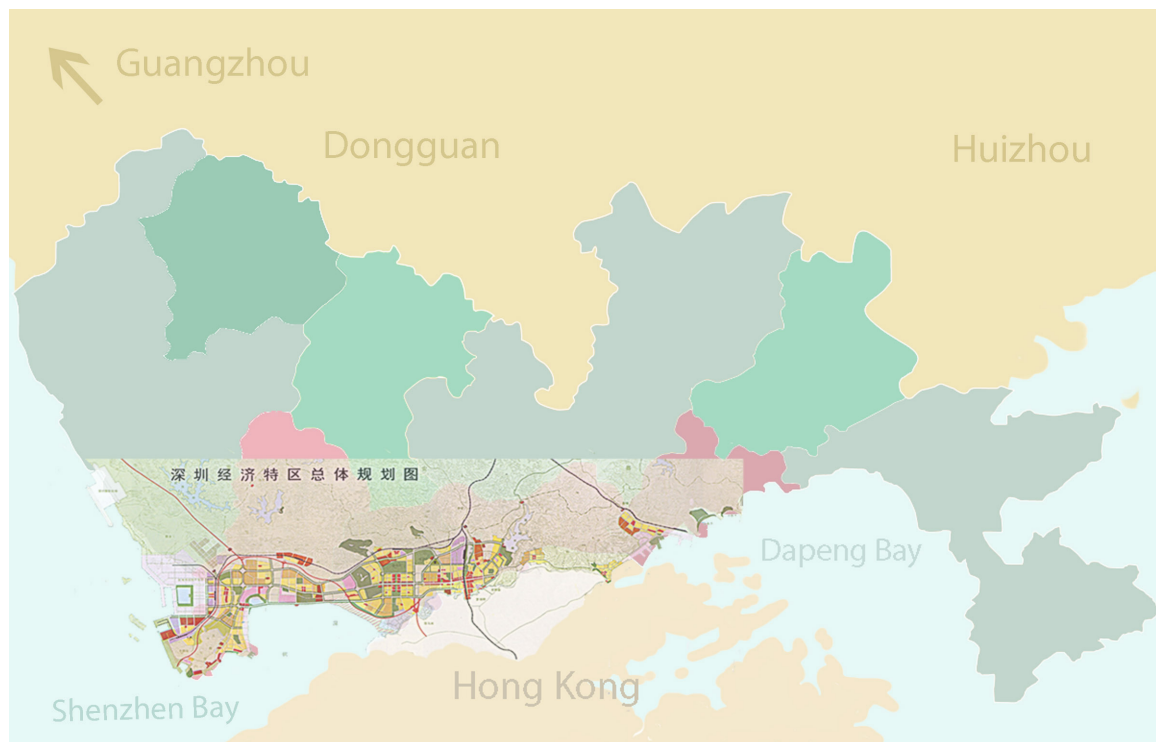 Guangzhou
Dongguan
Huizhou
深圳经济特区总体规划图
Dapeng Bay
Hong Kong
Shenzhen Bay